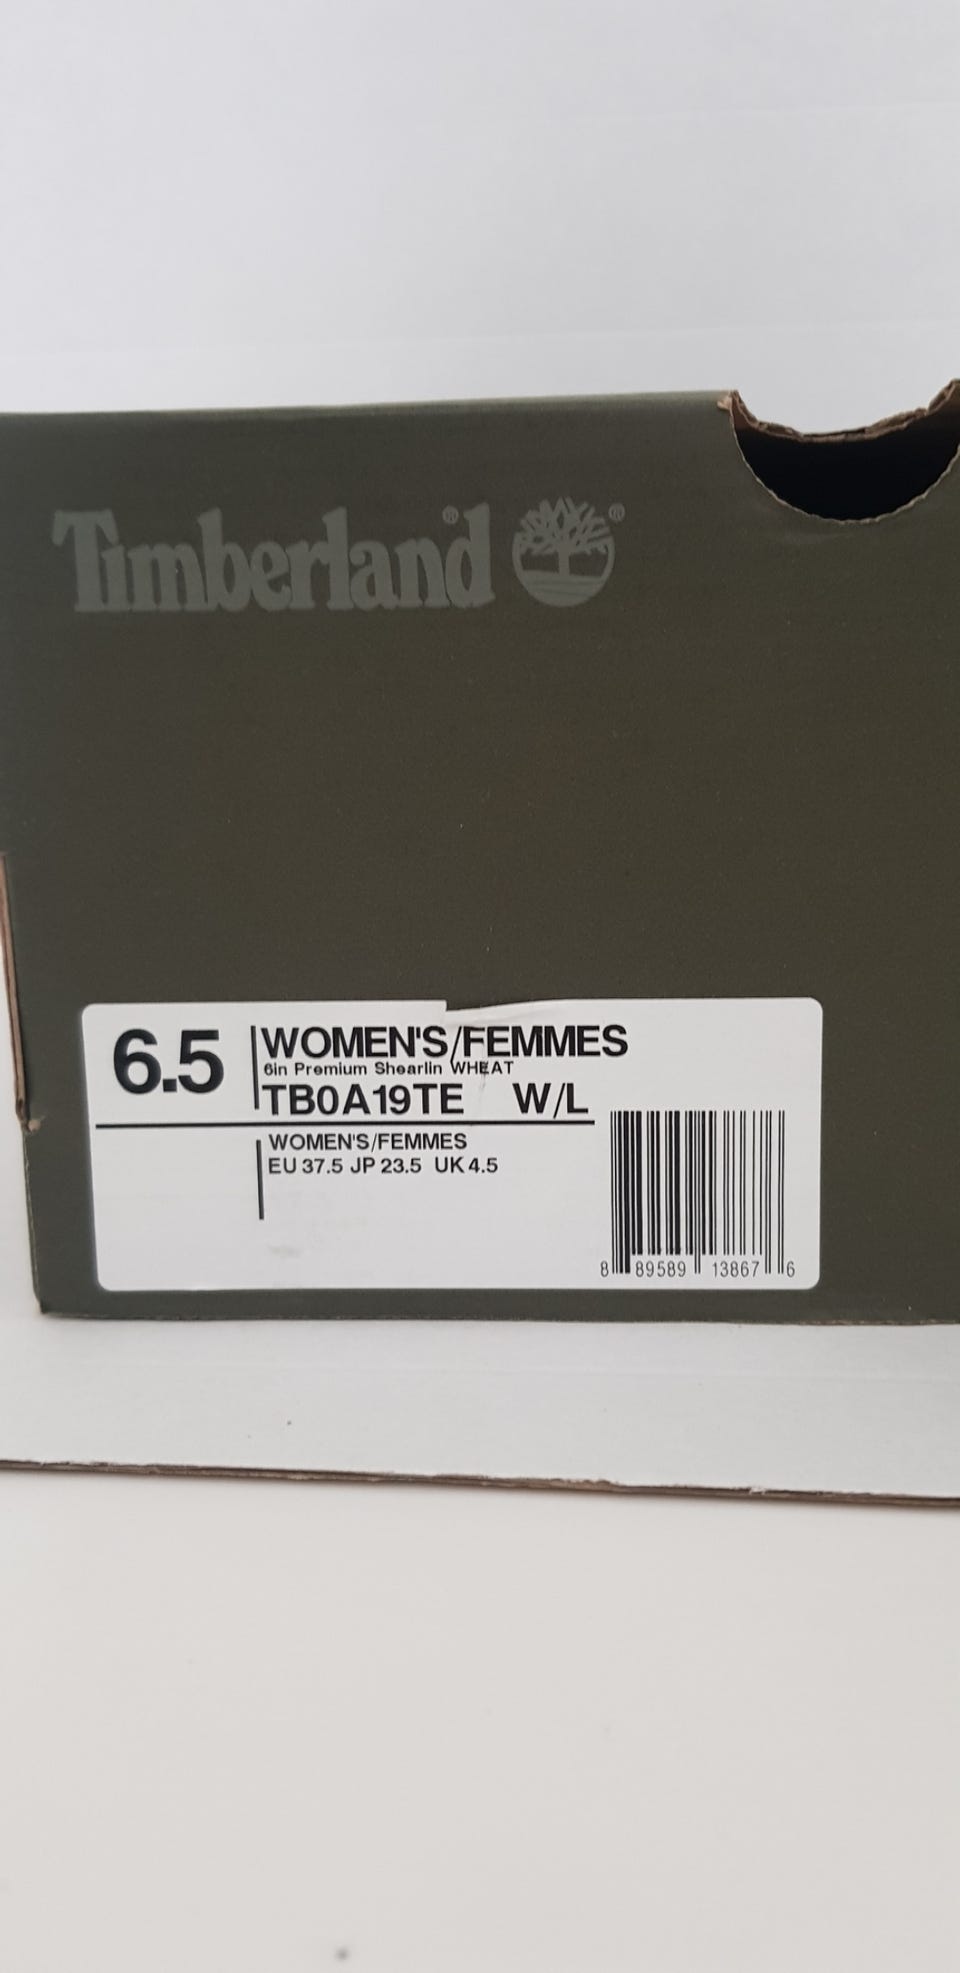 Timberland® ®
6.5
WOMEN'S/FEMMES
6in Premium Shearlin WHEAT
TB0A19TE W/L
WOMEN'S/FEMMES
EU 37.5 JP 23.5 UK 4.5
8 89589 13867 6